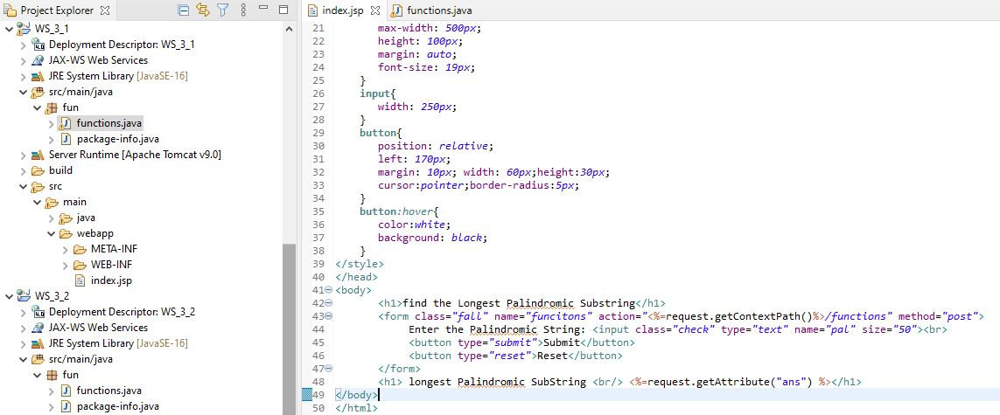 Project Explorer
WS_3_1
Deployment Descriptor: WS_3_1
JAX-WS Web Services
JRE System Library [JavaSE-16]
src/main/java
fun
functions.java
package-info.java
Server Runtime [Apache Tomcat v9.0]
build
src
main
java
webapp
META-INF
WEB-INF
index.jsp
WS_3_2
Deployment Descriptor: WS_3_2
JAX-WS Web Services
JRE System Library [JavaSE-16]
src/main/java
fun
functions.java
package-info.java
index.jsp functions.java
21 max-width: 500px;
22 height: 100px;
23 margin: auto;
24 font-size: 19px;
25 }
26 input{
27 width: 250px;
28 }
29 button{
30 position: relative;
31 left: 170px;
32 margin: 10px; width: 60px;height:30px;
33 cursor:pointer;border-radius:5px;
34 }
35 button:hover{
36 color:white;
37 background: black;
38 }
39 </style>
40 </head>
41 <body>
42 <h1>find the Longest Palindromic Substring</h1>
43 <form class="fall" name="funcitons" action="<%=request.getContextPath()%>/functions" method="post">
44 Enter the Palindromic String: <input class="check" type="text" name="pal" size="50"><br>
45 <button type="submit">Submit</button>
46 <button type="reset">Reset</button>
47 </form>
48 <h1> longest Palindromic SubString <br/> <%=request.getAttribute("ans") %></h1>
49 </body>
50 </html>